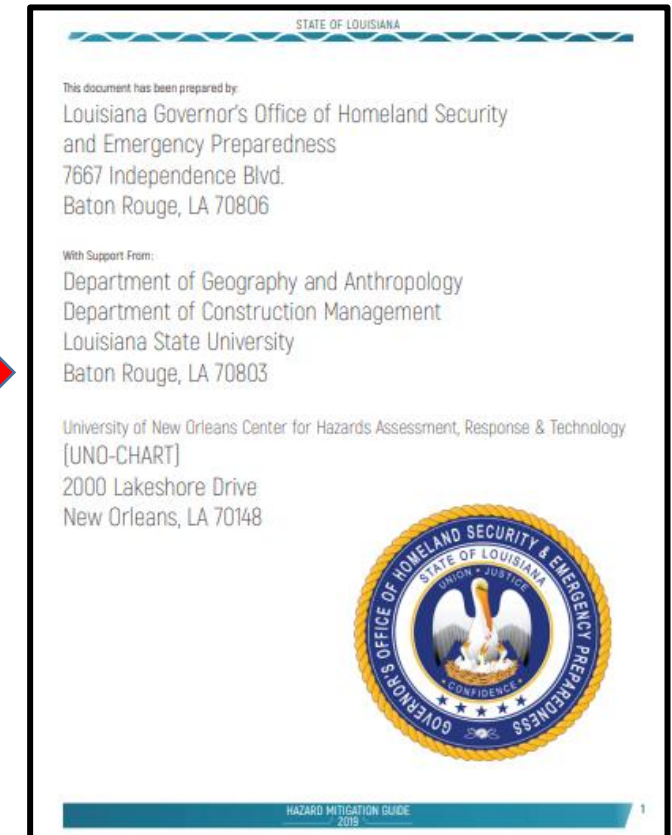 STATE OF LOUISIANA
This document has been prepared by:
Louisiana Governor's Office of Homeland Security
and Emergency Preparedness
7667 Independence Blvd.
Baton Rouge, LA 70806
With Support From:
Department of Geography and Anthropology
Department of Construction Management
Louisiana State University
Baton Rouge, LA 70803
University of New Orleans Center for Hazards Assessment, Response & Technology
(UNO-CHART)
2000 Lakeshore Drive
New Orleans, LA 70148
GOVERNOR'S OFFICE OF HOMELAND SECURITY & EMERGENCY PREPAREDNESS
STATE OF LOUISIANA
UNION • JUSTICE
• CONFIDENCE •
HAZARD MITIGATION GUIDE
2019
1